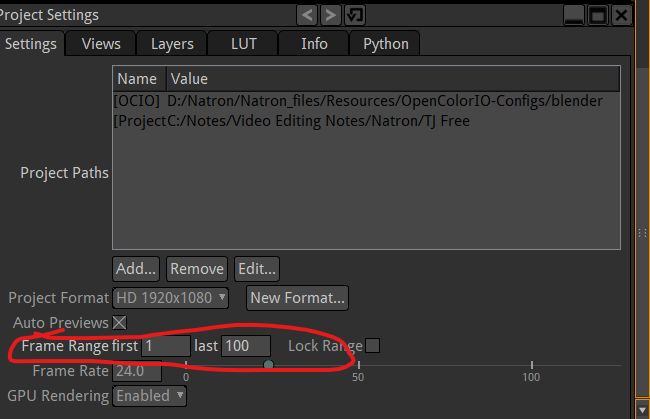 Project Settings
Settings Views Layers LUT Info Python
Name Value
[OCIO] D:/Natron/Natron_files/Resources/OpenColorIO-Configs/blender
[Project C:/Notes/Video Editing Notes/Natron/TJ Free
Project Paths
Add... Remove Edit...
Project Format HD 1920x1080 New Format...
Auto Previews
Frame Range first 1 last 100 Lock Range
Frame Rate 24.0 0 50 100
GPU Rendering Enabled